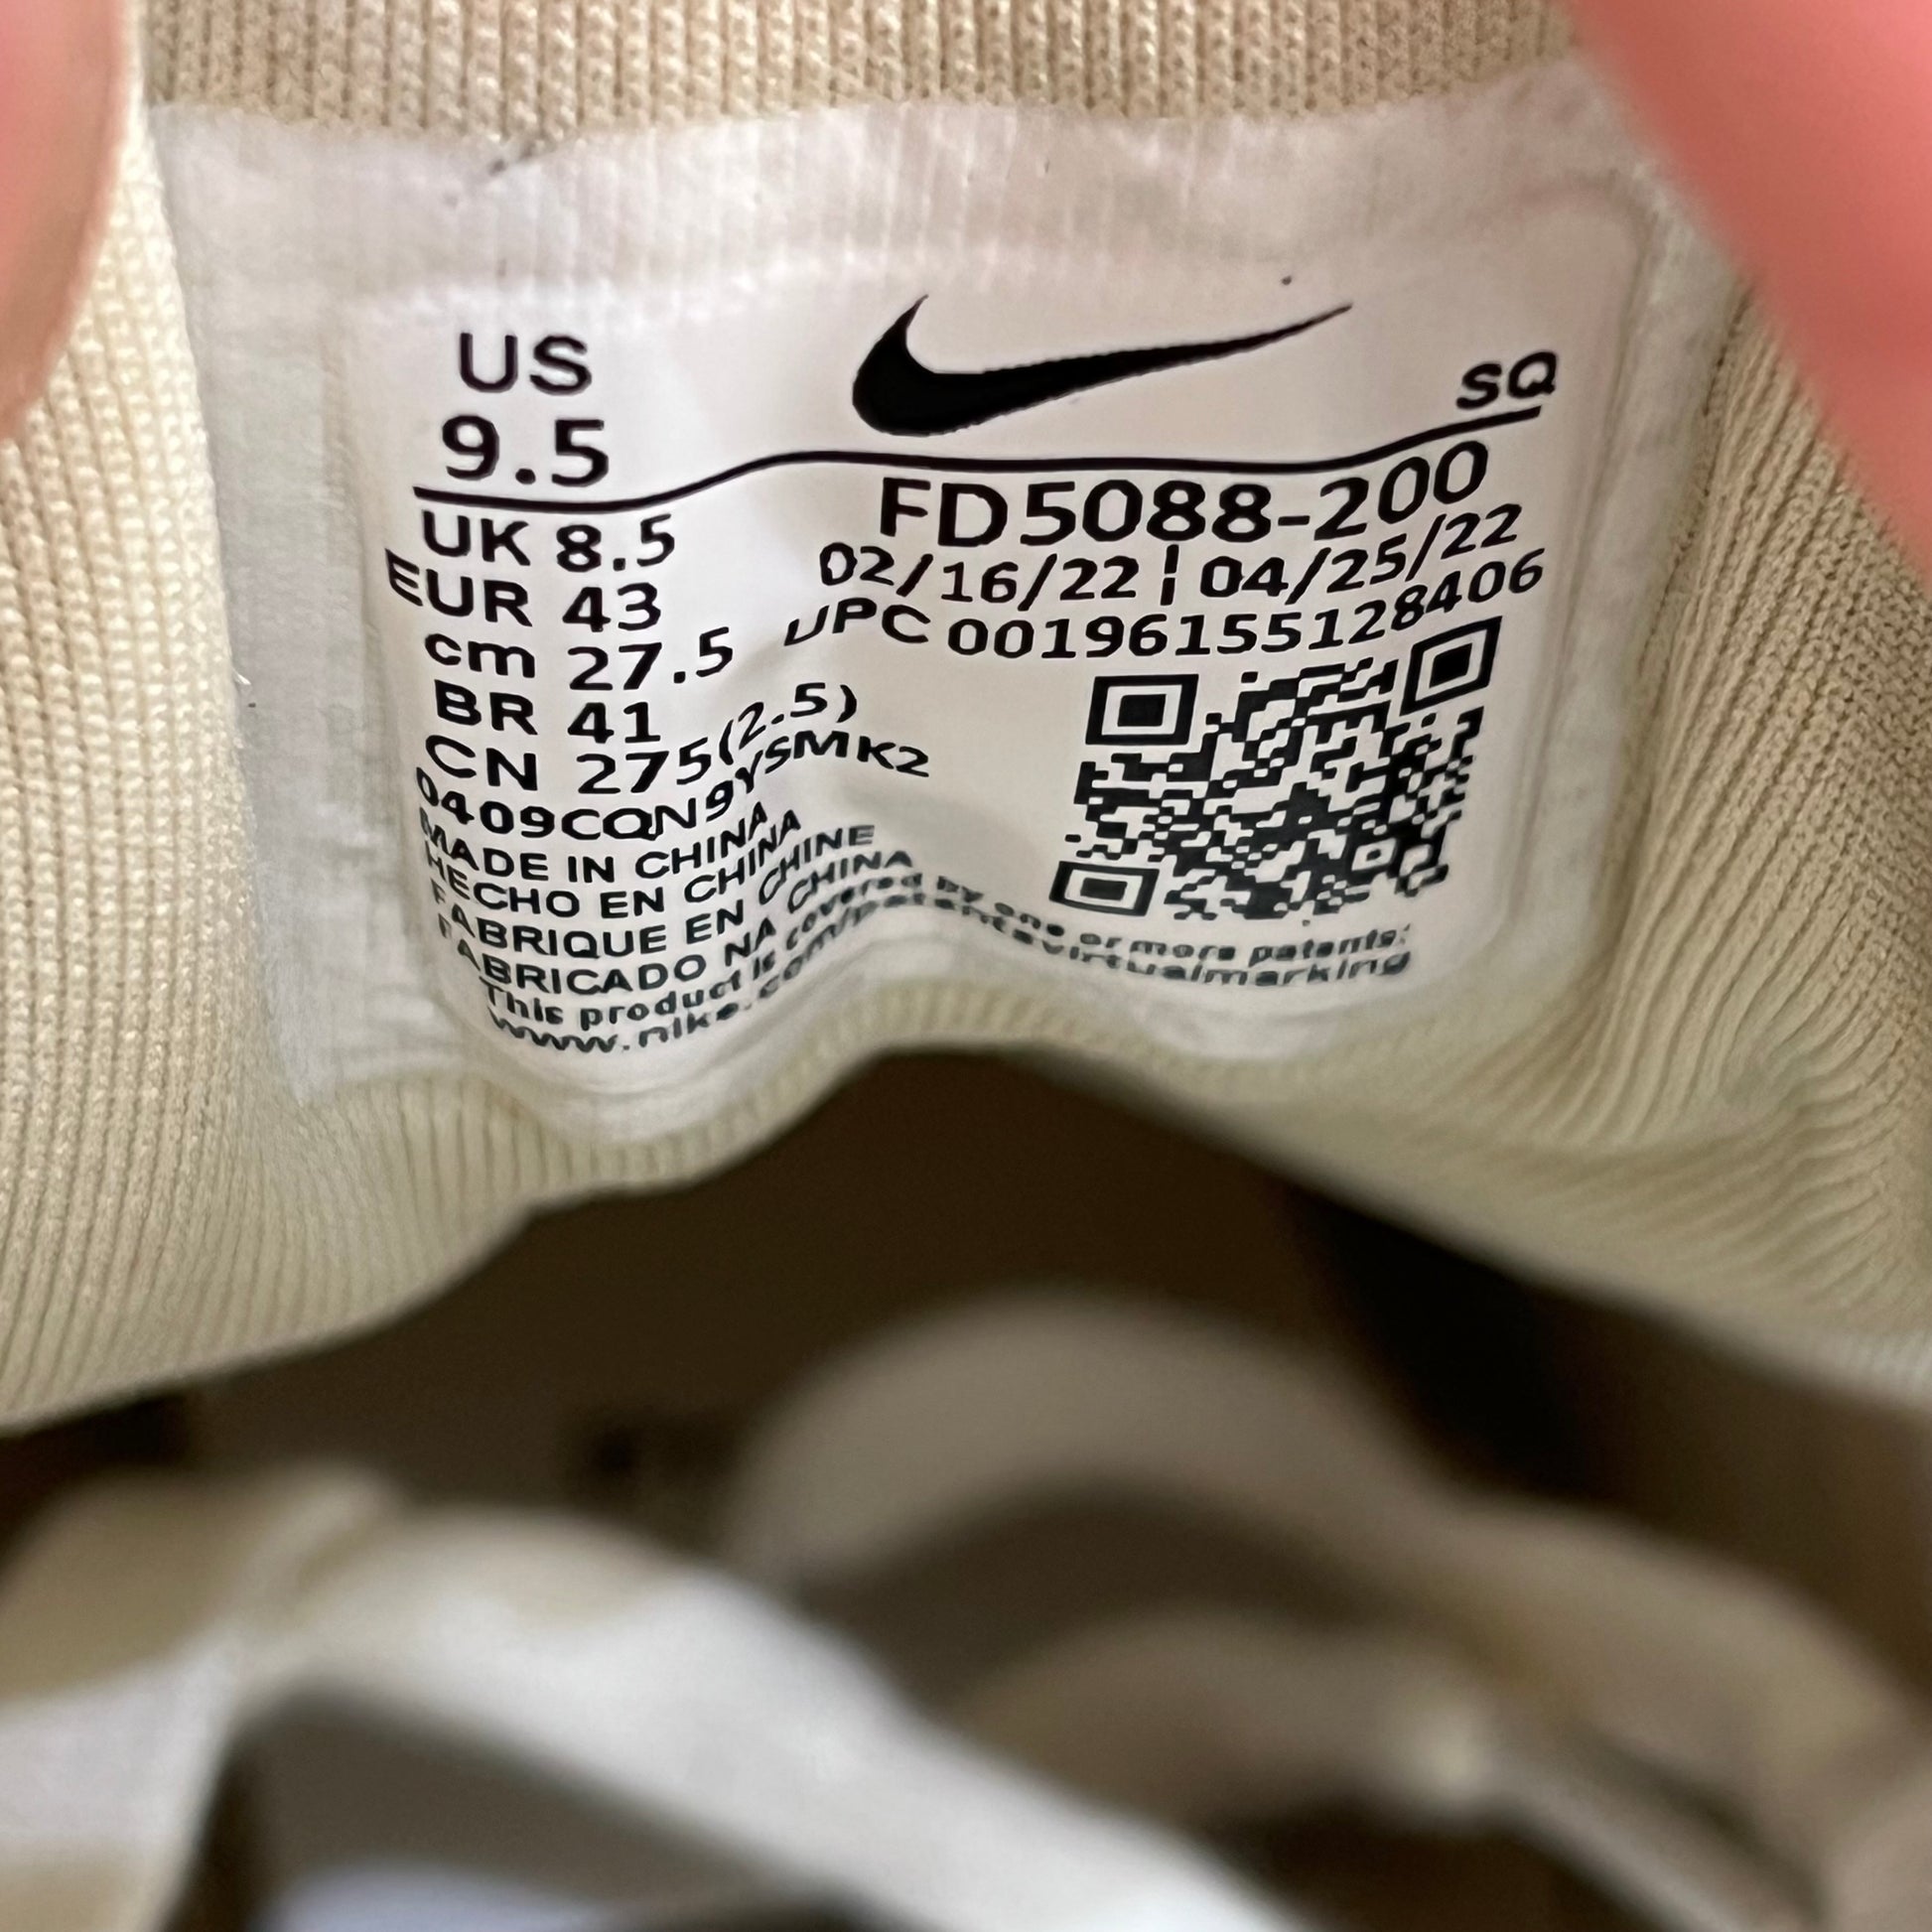 US
9.5
SQ
UK 8.5
EUR 43
cm 27.5
BR 41
CN 275(2.5)
0409CQN9YSMK2
MADE IN CHINA
HECHO EN CHINA
FABRIQUE EN CHINE
FABRICADO NA CHINA
This product is covered by one or more patents:
www.nike.com/patentsvirtualmarking
FD5088-200
02/16/22 ¦ 04/25/22
UPC 00196155128406